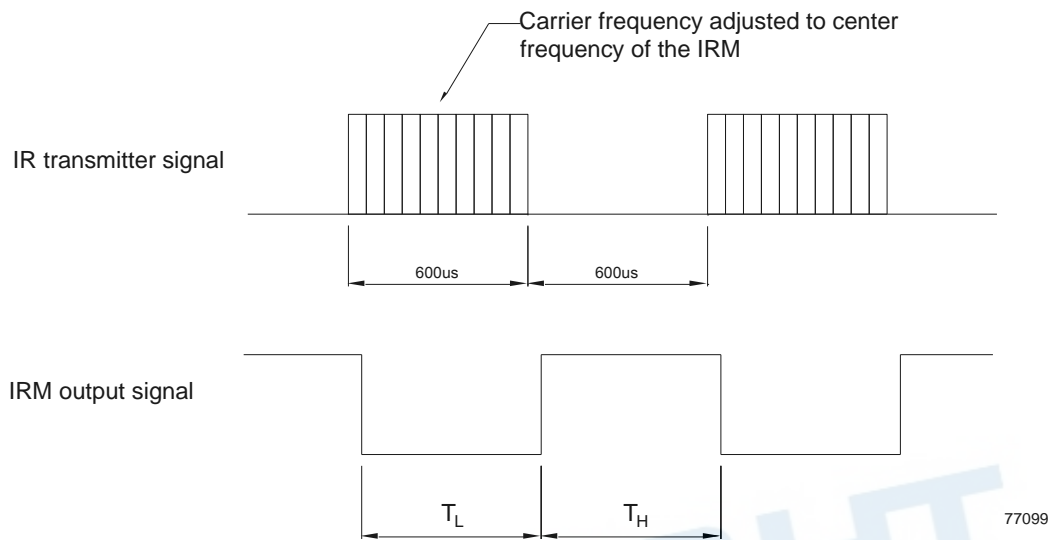 Carrier frequency adjusted to center
frequency of the IRM
IR transmitter signal
600us
600us
IRM output signal
TL
TH
77099